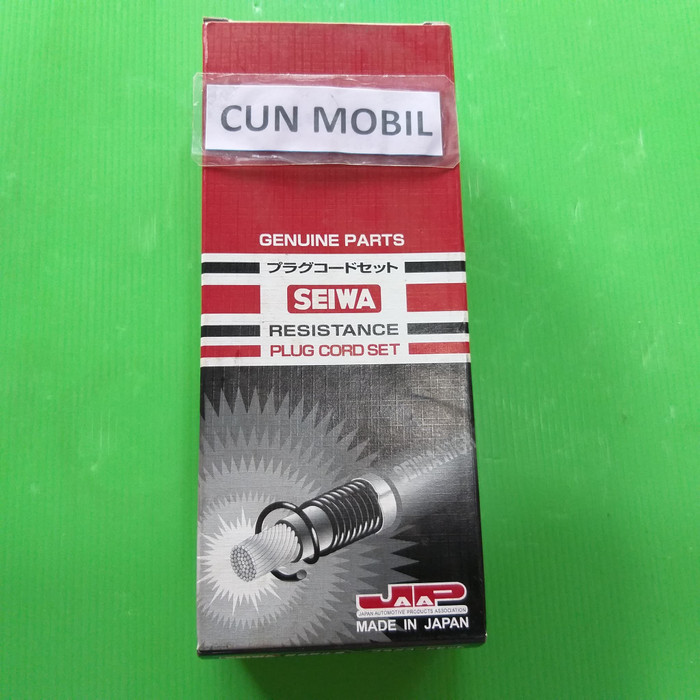 CUN MOBIL
GENUINE PARTS
プラグコードセット
SEIWA
RESISTANCE
PLUG CORD SET
JAAP
JAPAN AUTOMOTIVE PRODUCTS ASSOCIATION
MADE IN JAPAN